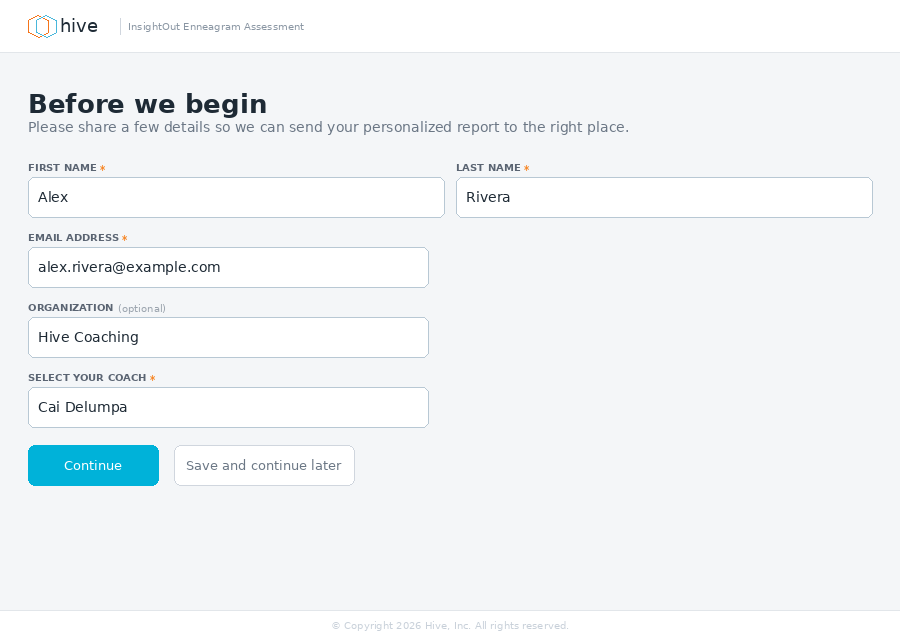 hive
InsightOut Enneagram Assessment
Before we begin
Please share a few details so we can send your personalized report to the right place.
FIRST NAME *
LAST NAME *
Alex
Rivera
EMAIL ADDRESS *
alex.rivera@example.com
ORGANIZATION (optional)
Hive Coaching
SELECT YOUR COACH *
Cai Delumpa
Continue
Save and continue later
© Copyright 2026 Hive, Inc. All rights reserved.